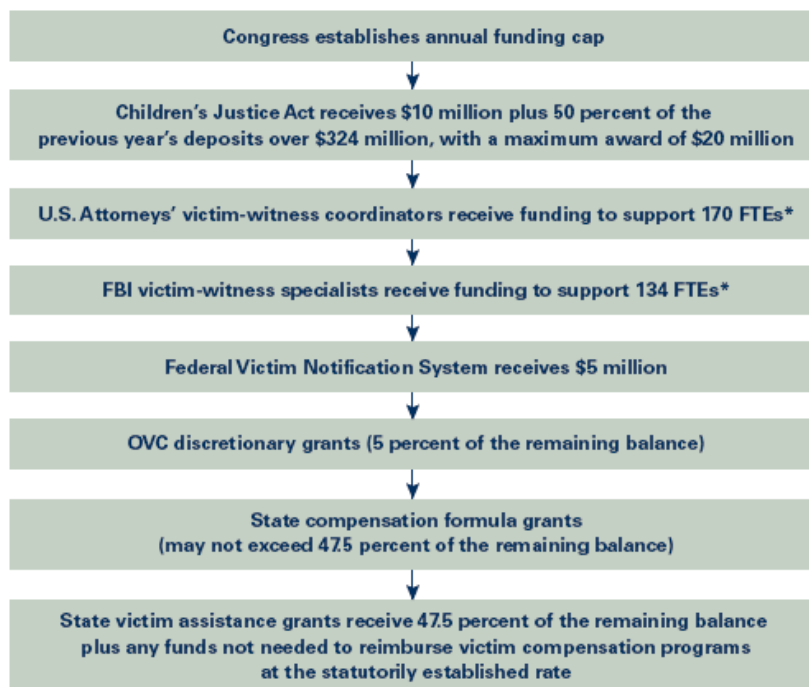 Congress establishes annual funding cap
Children's Justice Act receives $10 million plus 50 percent of the
previous year's deposits over $324 million, with a maximum award of $20 million
U.S. Attorneys' victim-witness coordinators receive funding to support 170 FTEs*
FBI victim-witness specialists receive funding to support 134 FTEs*
Federal Victim Notification System receives $5 million
OVC discretionary grants (5 percent of the remaining balance)
State compensation formula grants
(may not exceed 47.5 percent of the remaining balance)
State victim assistance grants receive 47.5 percent of the remaining balance
plus any funds not needed to reimburse victim compensation programs
at the statutorily established rate